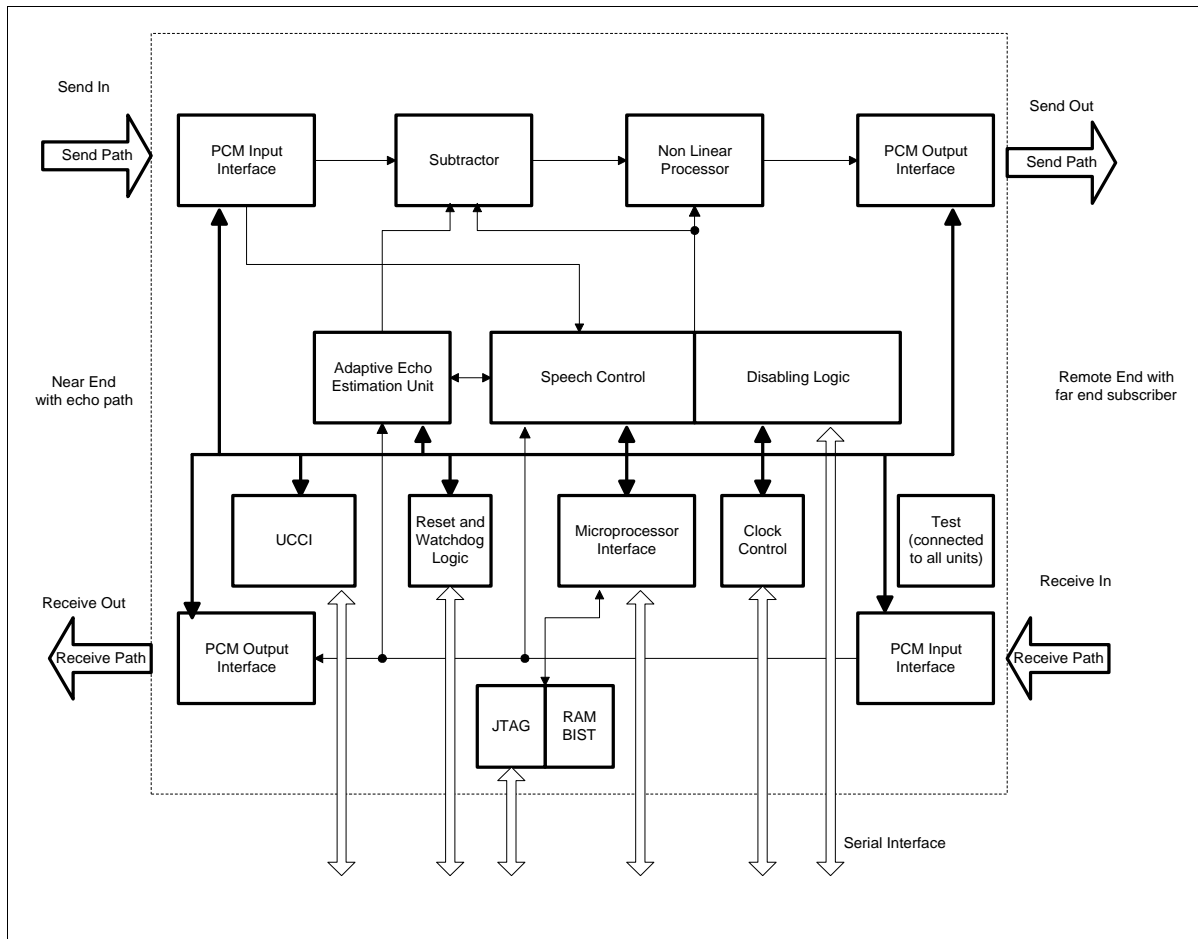 Send In
Send Out
Send Path
PCM Input
Interface
Subtractor
Non Linear
Processor
PCM Output
Interface
Send Path
Near End
with echo path
Adaptive Echo
Estimation Unit
Speech Control
Disabling Logic
Remote End with
far end subscriber
UCCI
Reset and
Watchdog
Logic
Microprocessor
Interface
Clock
Control
Test
(connected
to all units)
Receive Out
Receive In
Receive Path
PCM Output
Interface
PCM Input
Interface
Receive Path
JTAG
RAM
BIST
Serial Interface